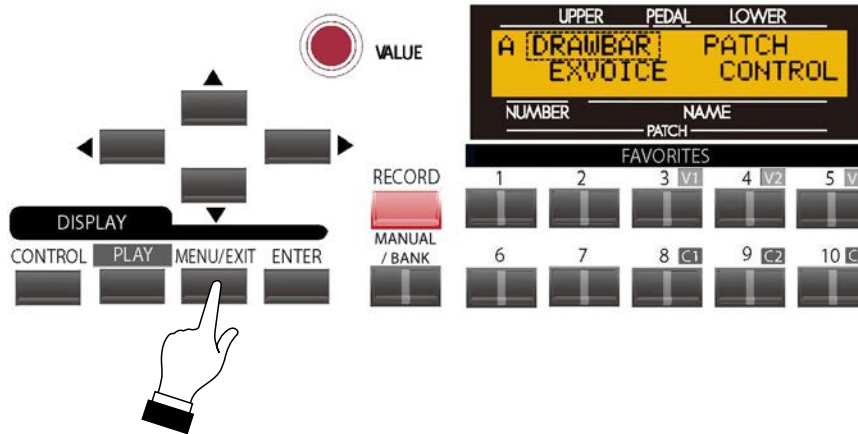 VALUE
UPPER PEDAL LOWER
A DRAWBAR PATCH
EXVOICE CONTROL
NUMBER NAME
PATCH
FAVORITES
RECORD
1 2 3 V1 4 V2 5 V
DISPLAY
CONTROL PLAY MENU/EXIT ENTER
MANUAL
/ BANK
6 7 8 C1 9 C2 10 C